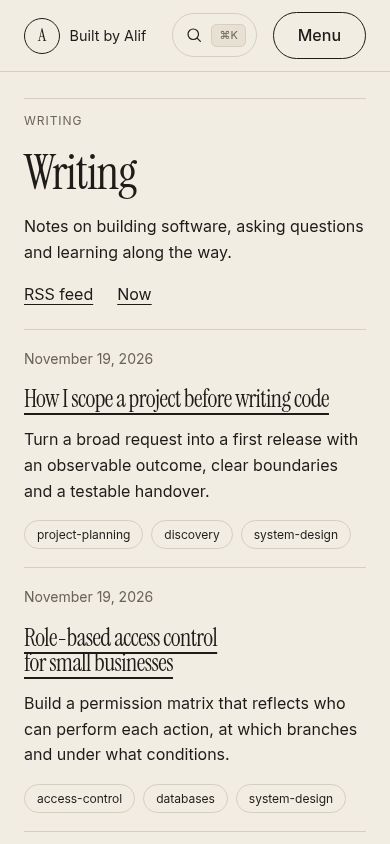 A
Built by Alif
⌘K
Menu
WRITING
Writing
Notes on building software, asking questions
and learning along the way.
RSS feed
Now
November 19, 2026
How I scope a project before writing code
Turn a broad request into a first release with
an observable outcome, clear boundaries
and a testable handover.
project-planning
discovery
system-design
November 19, 2026
Role-based access control
for small businesses
Build a permission matrix that reflects who
can perform each action, at which branches
and under what conditions.
access-control
databases
system-design